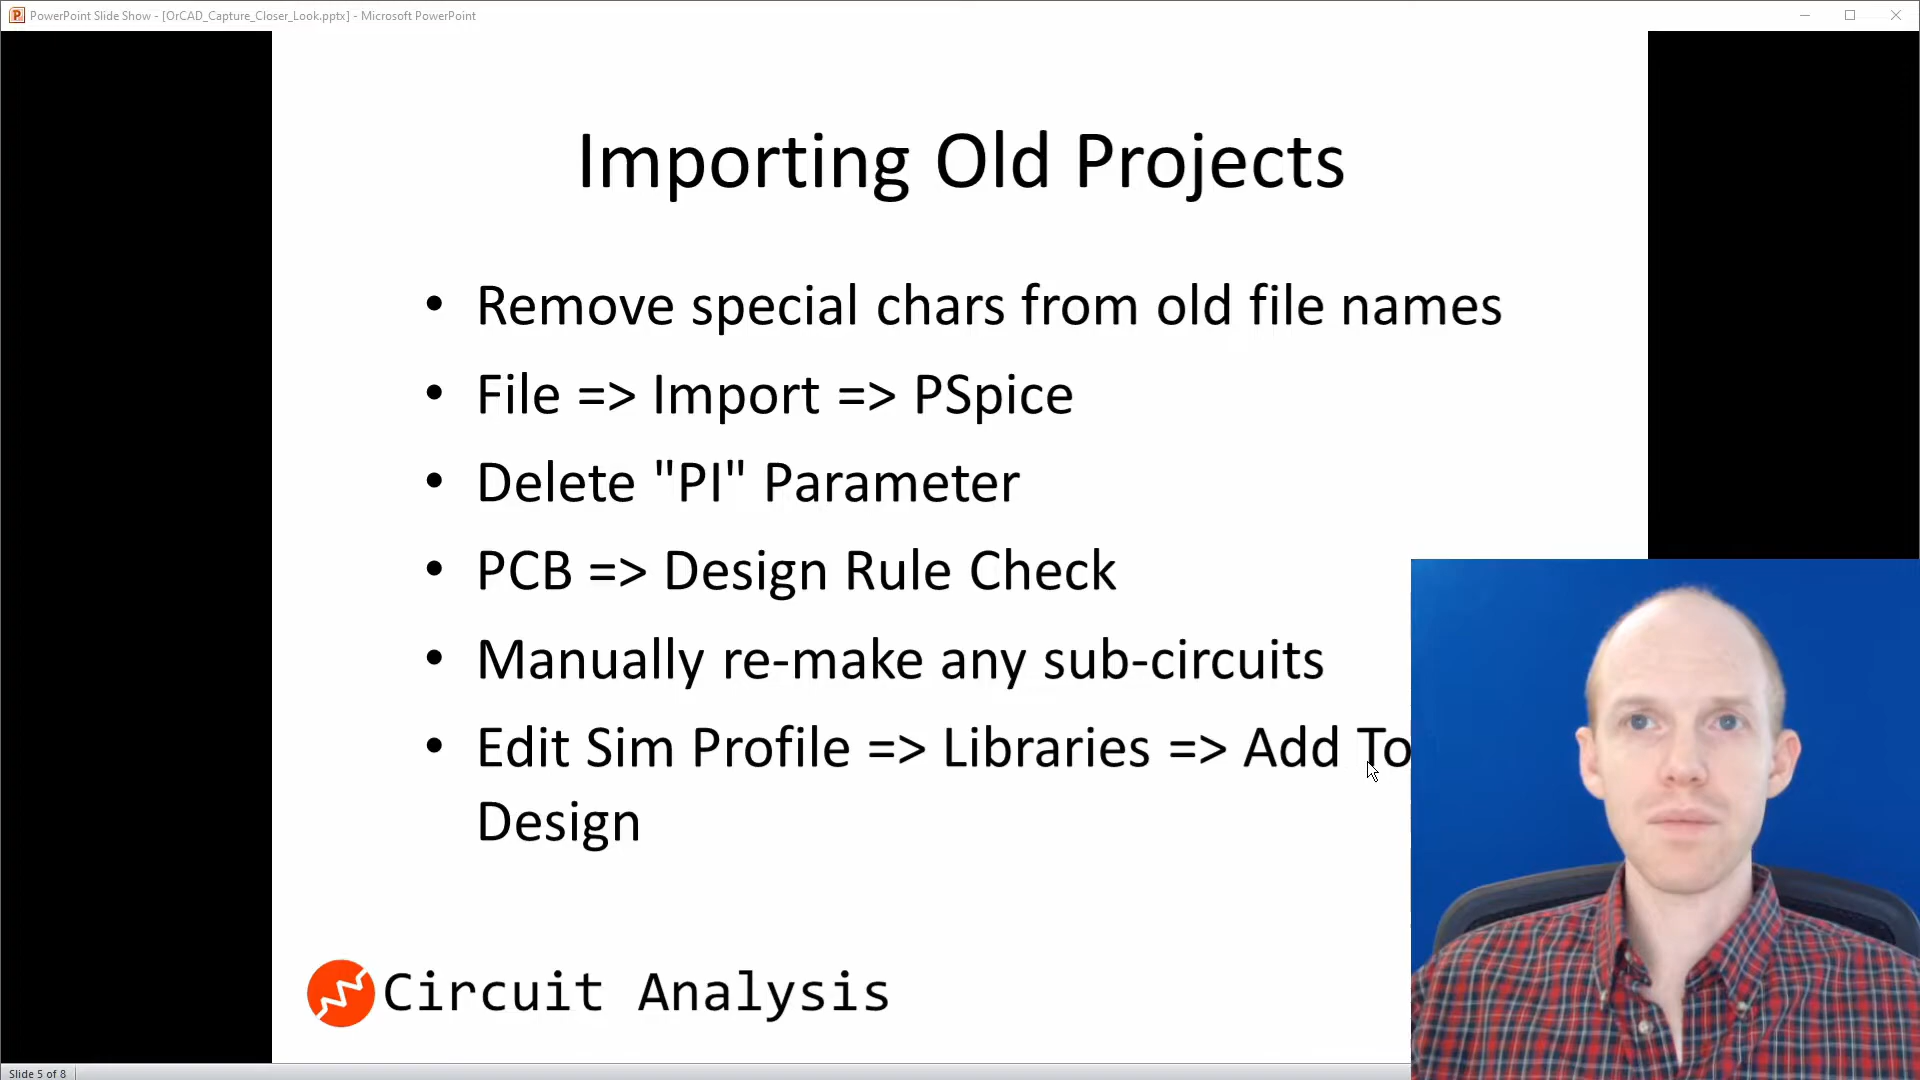 PowerPoint Slide Show - [OrCAD_Capture_Closer_Look.pptx] - Microsoft PowerPoint
Importing Old Projects
• Remove special chars from old file names
• File => Import => PSpice
• Delete "PI" Parameter
• PCB => Design Rule Check
• Manually re-make any sub-circuits
• Edit Sim Profile => Libraries => Add To
Design
Circuit Analysis
Slide 5 of 8